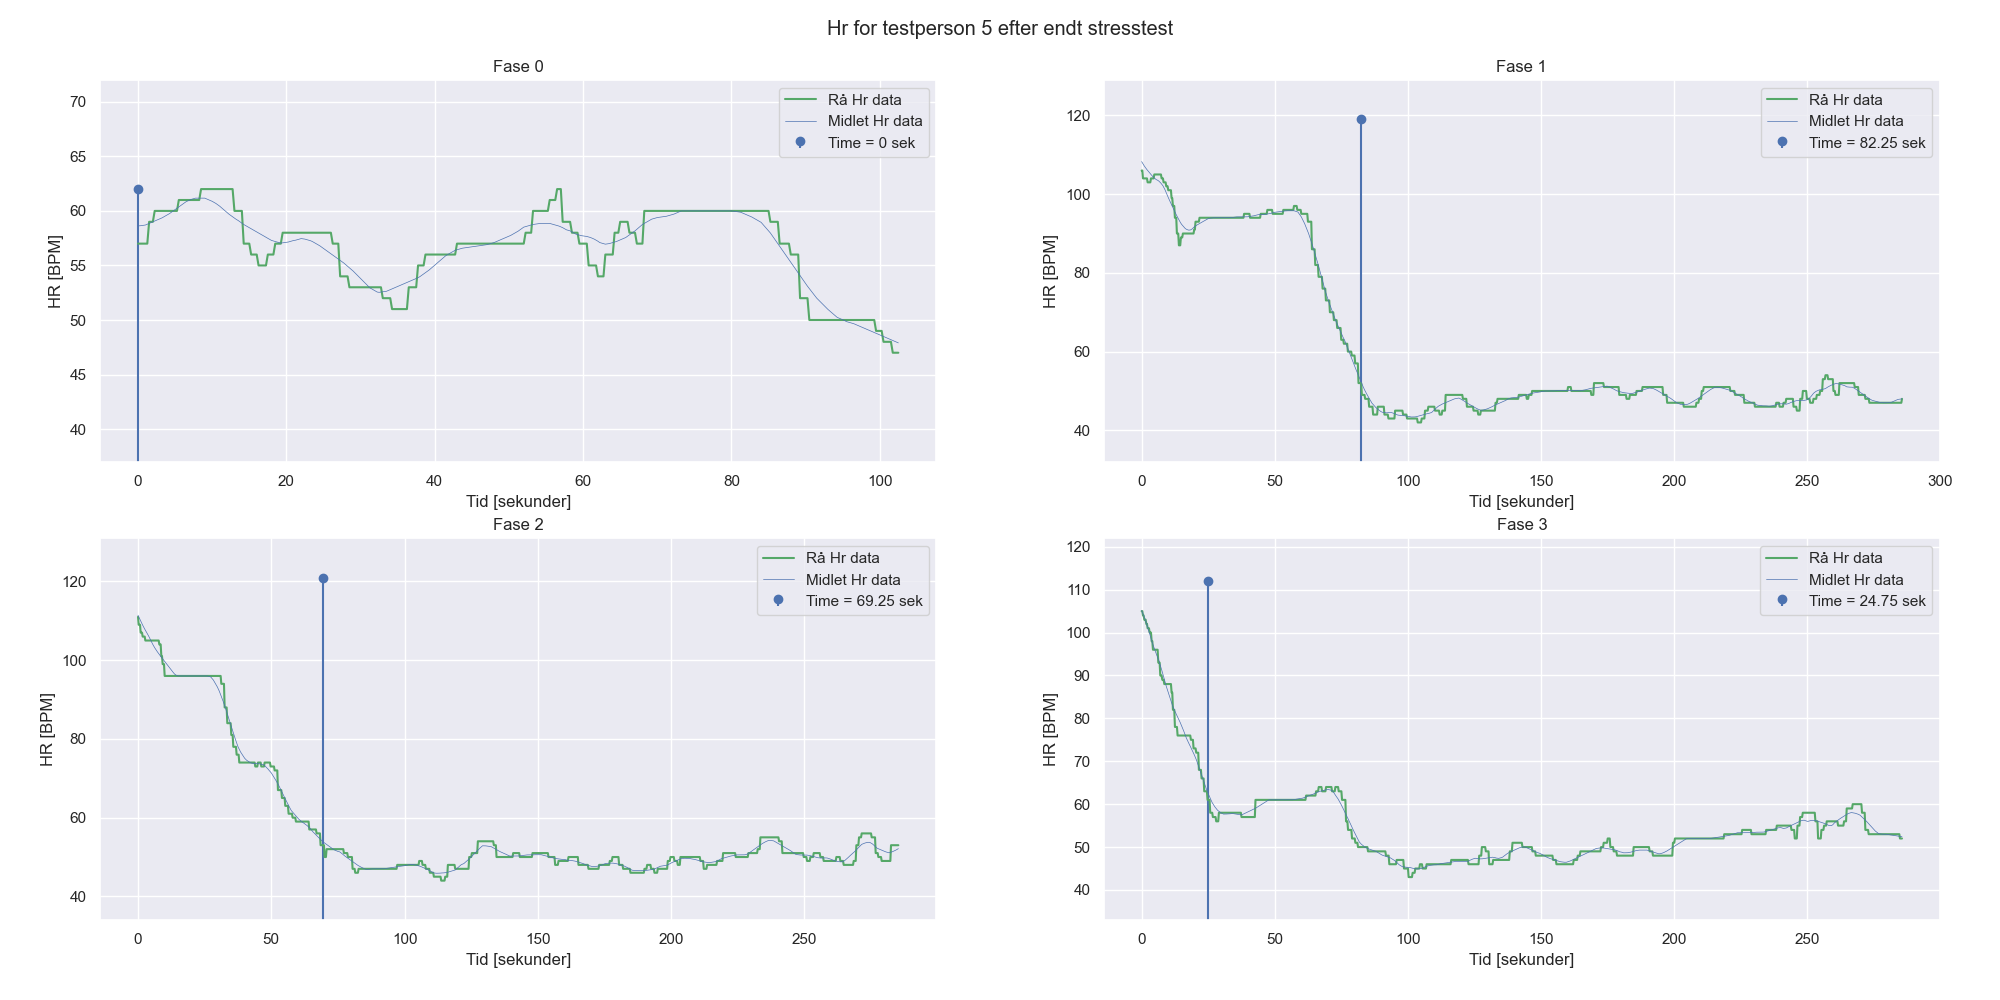 Hr for testperson 5 efter endt stresstest
Fase 0
70
65
60
55
50
45
40
HR [BPM]
Rå Hr data
Midlet Hr data
Time = 0 sek
0 20 40 60 80 100
Tid [sekunder]
Fase 1
120
100
80
60
40
HR [BPM]
Rå Hr data
Midlet Hr data
Time = 82.25 sek
0 50 100 150 200 250 300
Tid [sekunder]
Fase 2
120
100
80
60
40
HR [BPM]
Rå Hr data
Midlet Hr data
Time = 69.25 sek
0 50 100 150 200 250
Tid [sekunder]
Fase 3
120
110
100
90
80
70
60
50
40
HR [BPM]
Rå Hr data
Midlet Hr data
Time = 24.75 sek
0 50 100 150 200 250
Tid [sekunder]